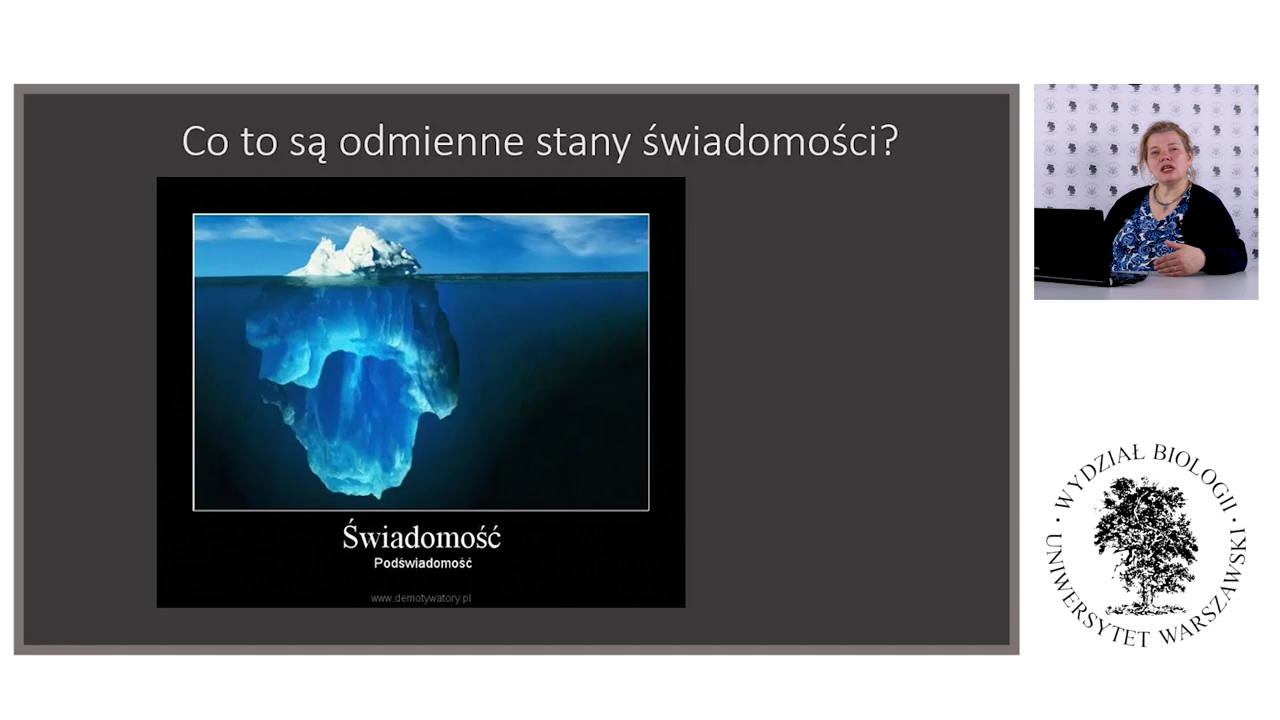 Co to są odmienne stany świadomości?
Świadomość
Podświadomość
www.demotywatory.pl
· WYDZIAŁ BIOLOGII ·
UNIWERSYTET WARSZAWSKI